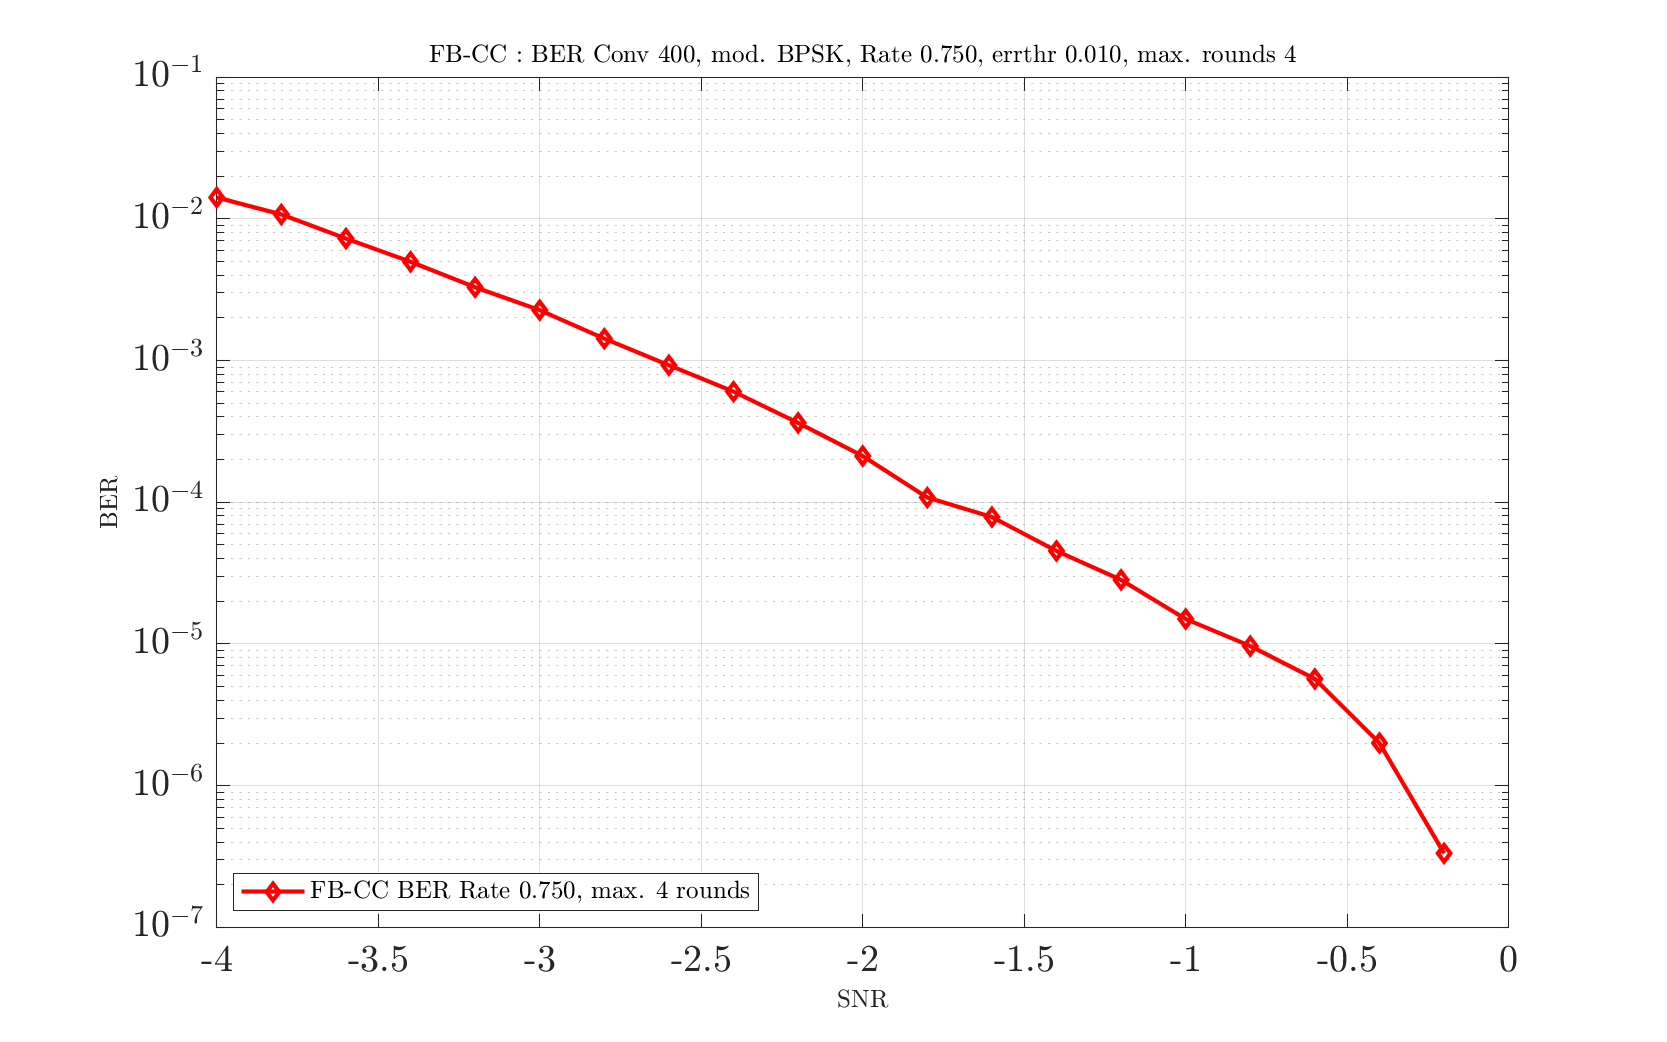 FB-CC : BER Conv 400, mod. BPSK, Rate 0.750, errthr 0.010, max. rounds 4
10^{-1}
10^{-2}
10^{-3}
10^{-4}
10^{-5}
10^{-6}
10^{-7}
BER
FB-CC BER Rate 0.750, max. 4 rounds
-4 -3.5 -3 -2.5 -2 -1.5 -1 -0.5 0
SNR